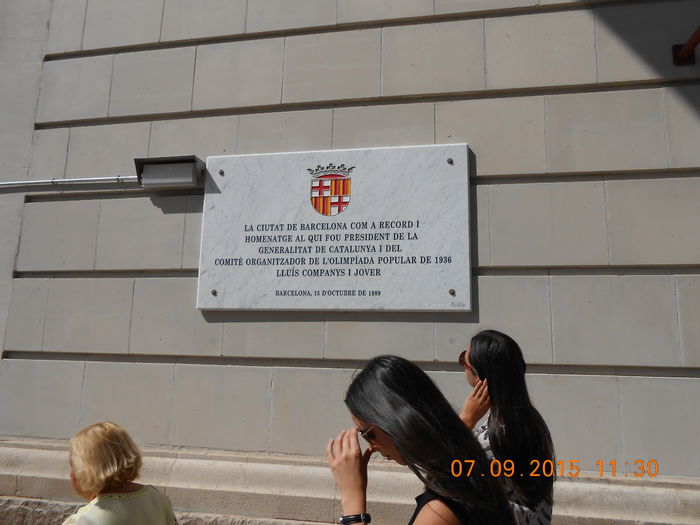 LA CIUTAT DE BARCELONA COM A RECORD I
HOMENATGE AL QUI FOU PRESIDENT DE LA
GENERALITAT DE CATALUNYA I DEL
COMITÈ ORGANITZADOR DE L'OLIMPÍADA POPULAR DE 1936
LLUÍS COMPANYS I JOVER
BARCELONA, 15 D'OCTUBRE DE 1989
07.09.2015 11:30